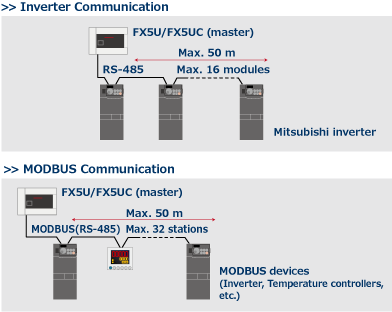 >> Inverter Communication
FX5U/FX5UC (master)
Max. 50 m
RS-485
Max. 16 modules
Mitsubishi inverter
>> MODBUS Communication
FX5U/FX5UC (master)
Max. 50 m
MODBUS(RS-485)
Max. 32 stations
MODBUS devices
(Inverter, Temperature controllers,
etc.)